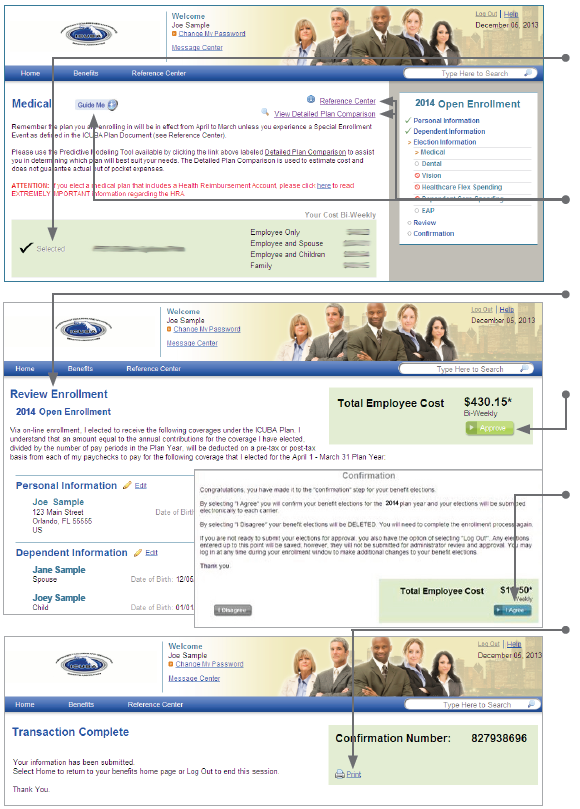 Welcome
Joe Sample
Change My Password
Message Center
Log Out | Help
December 06, 2013
Home Benefits Reference Center
Type Here to Search
Medical
Guide Me
Reference Center
View Detailed Plan Comparison
Remember the plan you are enrolling in will be in effect from April to March unless you experience a Special Enrollment
Event as defined in the ICUBA Plan Document (see Reference Center).
Please use the Predictive Modeling Tool available by clicking the link above labeled Detailed Plan Comparison to assist
you in determining which plan will best suit your needs. The Detailed Plan Comparison is used to estimate cost and
does not guarantee actual out of pocket expenses.
ATTENTION: If you elect a medical plan that includes a Health Reimbursement Account, please click here to read
EXTREMELY IMPORTANT information regarding the HRA.
Your Cost Bi-Weekly
Selected
Employee Only
Employee and Spouse
Employee and Children
Family
2014 Open Enrollment
Personal Information
Dependent Information
Election Information
» Medical
Dental
Vision
Healthcare Flex Spending
Dependent Care Spending
EAP
Review
Confirmation
Welcome
Joe Sample
Change My Password
Message Center
Log Out | Help
December 05, 2013
Home Benefits Reference Center
Type Here to Search
Review Enrollment
2014 Open Enrollment
Via on-line enrollment, I elected to receive the following coverages under the ICUBA Plan. I
understand that an amount equal to the annual contributions for the coverage I have elected,
divided by the number of pay periods in the Plan Year, will be deducted on a pre-tax or post-tax
basis from each of my paychecks to pay for the following coverage that I elected for the April 1 - March 31 Plan Year:
Total Employee Cost $430.15*
Bi-Weekly
Approve
Personal Information Edit
Joe Sample
123 Main Street
Orlando, FL 55555
US
Date of Birth
Dependent Information Edit
Jane Sample
Spouse Date of Birth: 12/05
Joey Sample
Child Date of Birth: 01/01
Confirmation
Congratulations, you have made it to the "confirmation" step for your benefit elections.
By selecting "I Agree" you will confirm your benefit elections for the 2014 plan year and your elections will be submitted
electronically to each carrier.
By selecting "I Disagree" your benefit elections will be DELETED. You will need to complete the enrollment process again.
If you are not ready to submit your elections for approval, you also have the option of selecting "Log Out". Any elections
entered up to this point will be saved; however, they will not be submitted for administrator review and approval. You may
log in at any time during your enrollment window to make additional changes to your benefit elections.
Thank you.
Total Employee Cost
Weekly
I Disagree
I Agree
Welcome
Joe Sample
Change My Password
Message Center
Log Out | Help
December 05, 2013
Home Benefits Reference Center
Type Here to Search
Transaction Complete
Your information has been submitted.
Select Home to return to your benefits home page or Log Out to end this session.
Thank You.
Confirmation Number: 827938696
Print